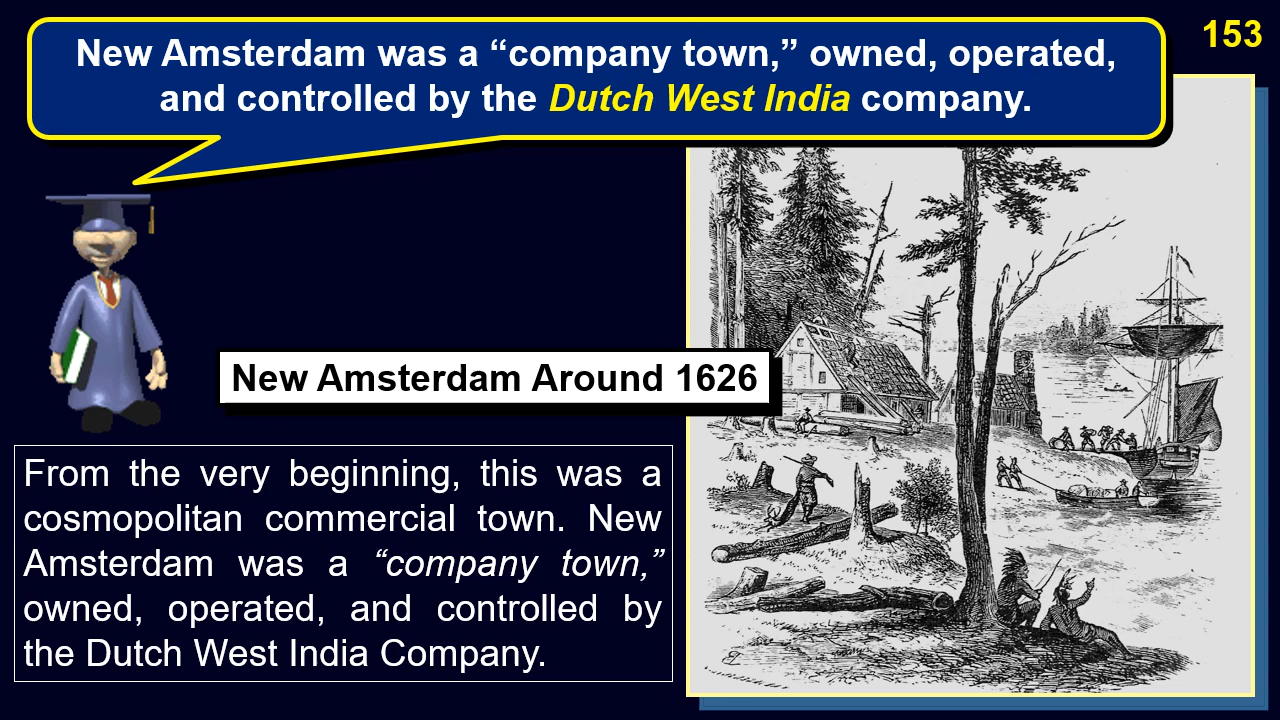 153
New Amsterdam was a “company town,” owned, operated,
and controlled by the Dutch West India company.
New Amsterdam Around 1626
From the very beginning, this was a
cosmopolitan commercial town. New
Amsterdam was a “company town,”
owned, operated, and controlled by
the Dutch West India Company.